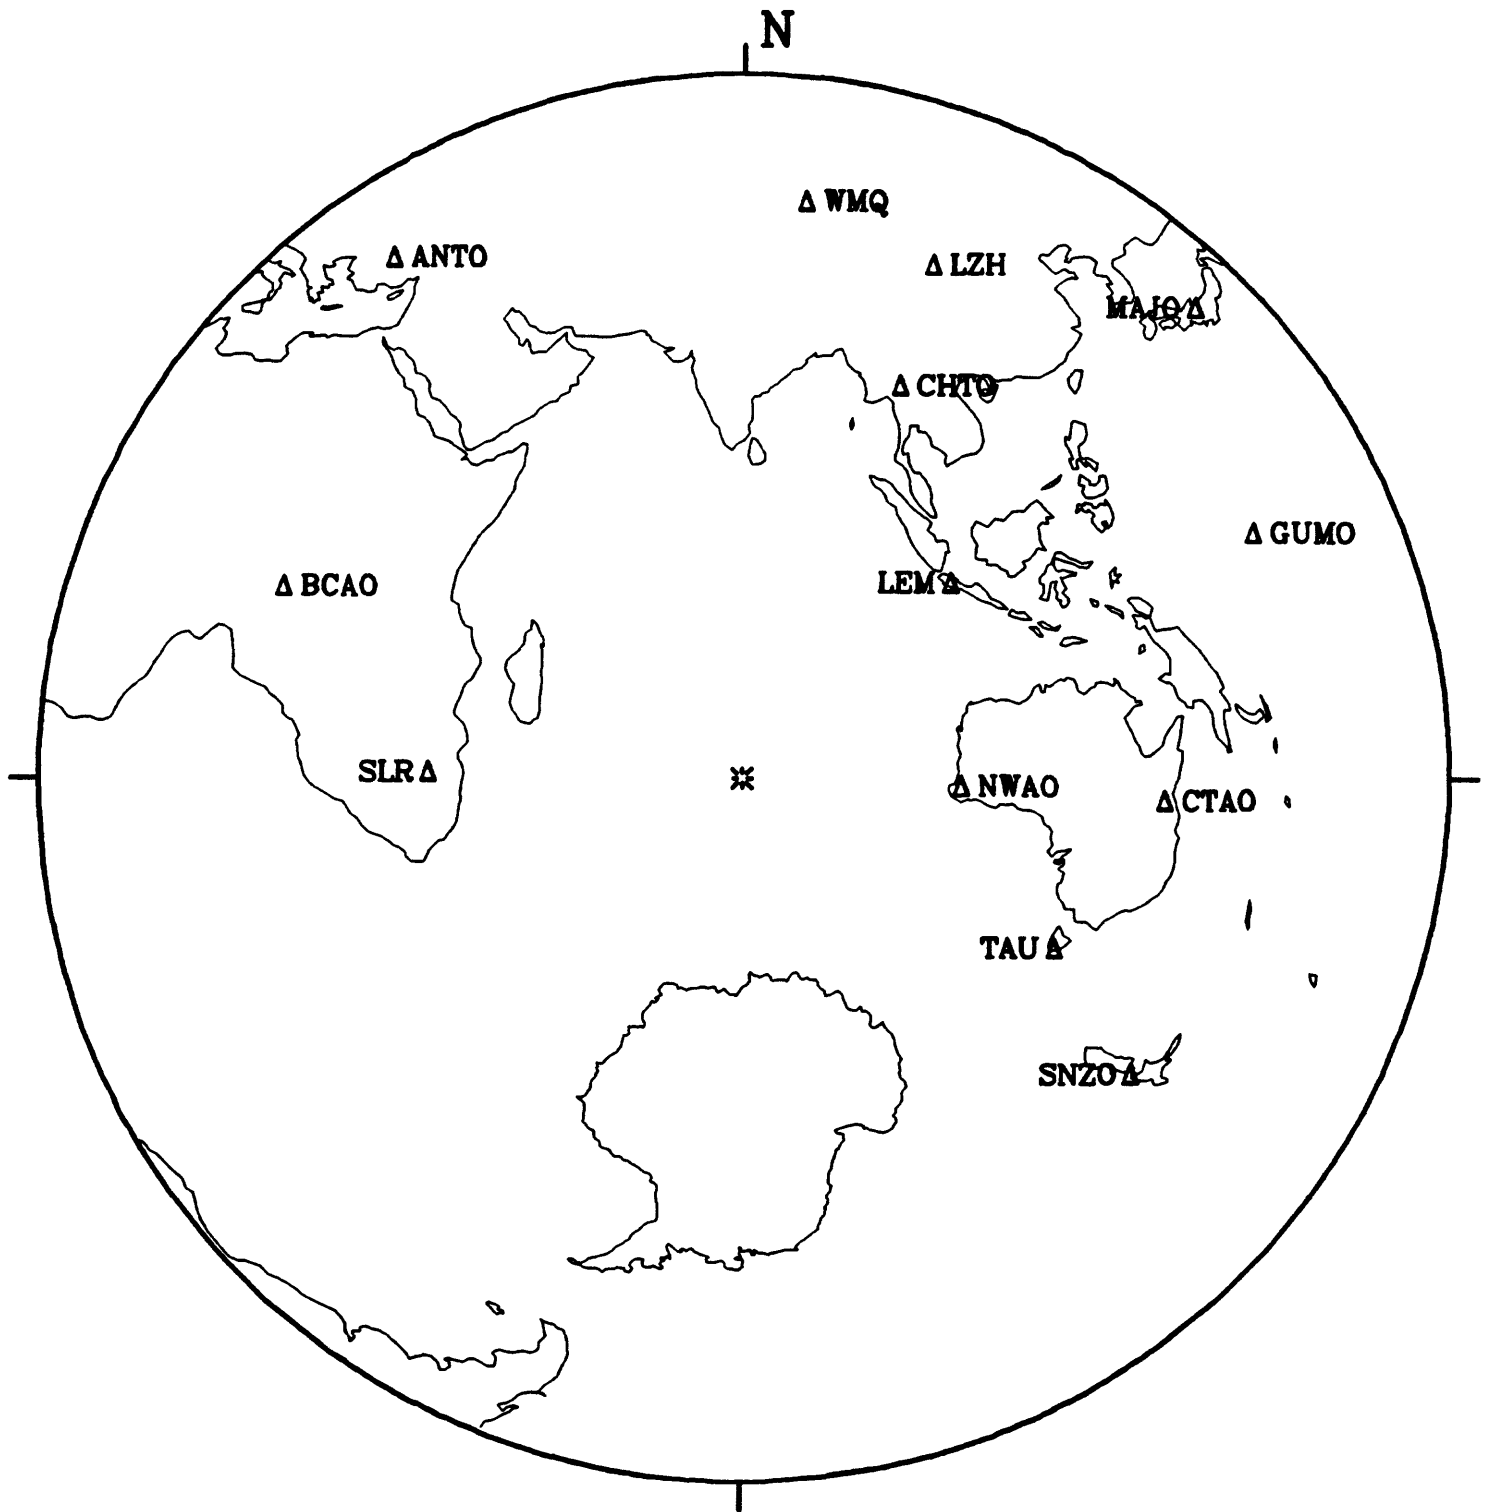 N
WMQ
ANTO
LZH
MAJO
CHTO
GUMO
LEM
BCAO
SLR
NWAO
CTAO
TAU
SNZO